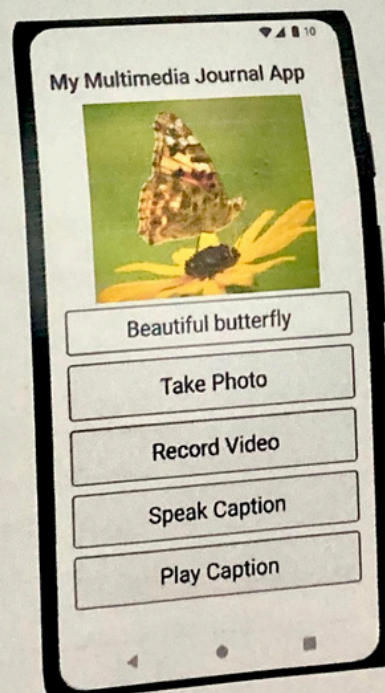 10
My Multimedia Journal App
Beautiful butterfly
Take Photo
Record Video
Speak Caption
Play Caption